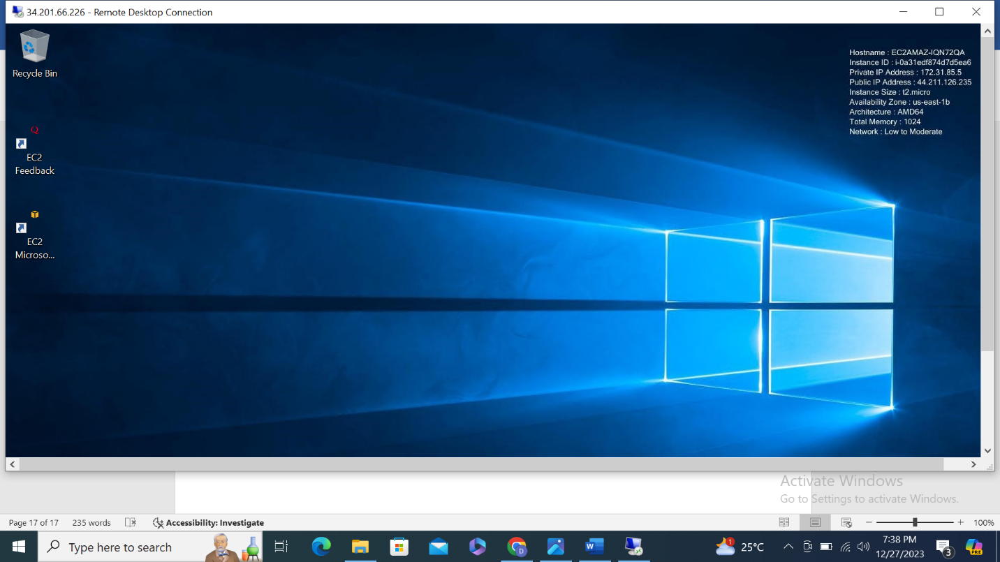 34.201.66.226 - Remote Desktop Connection
Recycle Bin
EC2
Feedback
EC2
Microso...
Hostname : EC2AMAZ-IQN72QA
Instance ID : i-0a31edf874d7d5ea6
Private IP Address : 172.31.85.5
Public IP Address : 44.211.126.235
Instance Size : t2.micro
Availability Zone : us-east-1b
Architecture : AMD64
Total Memory : 1024
Network : Low to Moderate
Activate Windows
Go to Settings to activate Windows.
Page 17 of 17 235 words Accessibility: Investigate 100%
Type here to search
D
W
1
25°C
7:38 PM
12/27/2023
3
PRE